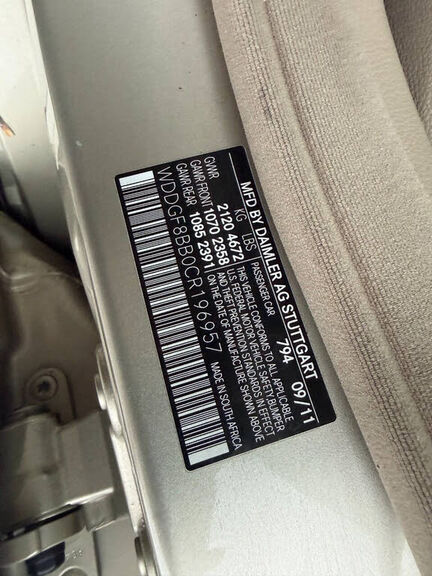 MFD BY DAIMLER AG STUTTGART
794 09/11
KG LBS PASSENGER CAR
GVWR 2120 4672 THIS VEHICLE CONFORMS TO ALL APPLICABLE
GAWR FRONT 1070 2358 U.S. FEDERAL MOTOR VEHICLE SAFETY, BUMPER
GAWR REAR 1085 2391 AND THEFT PREVENTION STANDARDS IN EFFECT
ON THE DATE OF MANUFACTURE SHOWN ABOVE
WDDGF8BB0CR196957 MADE IN SOUTH AFRICA